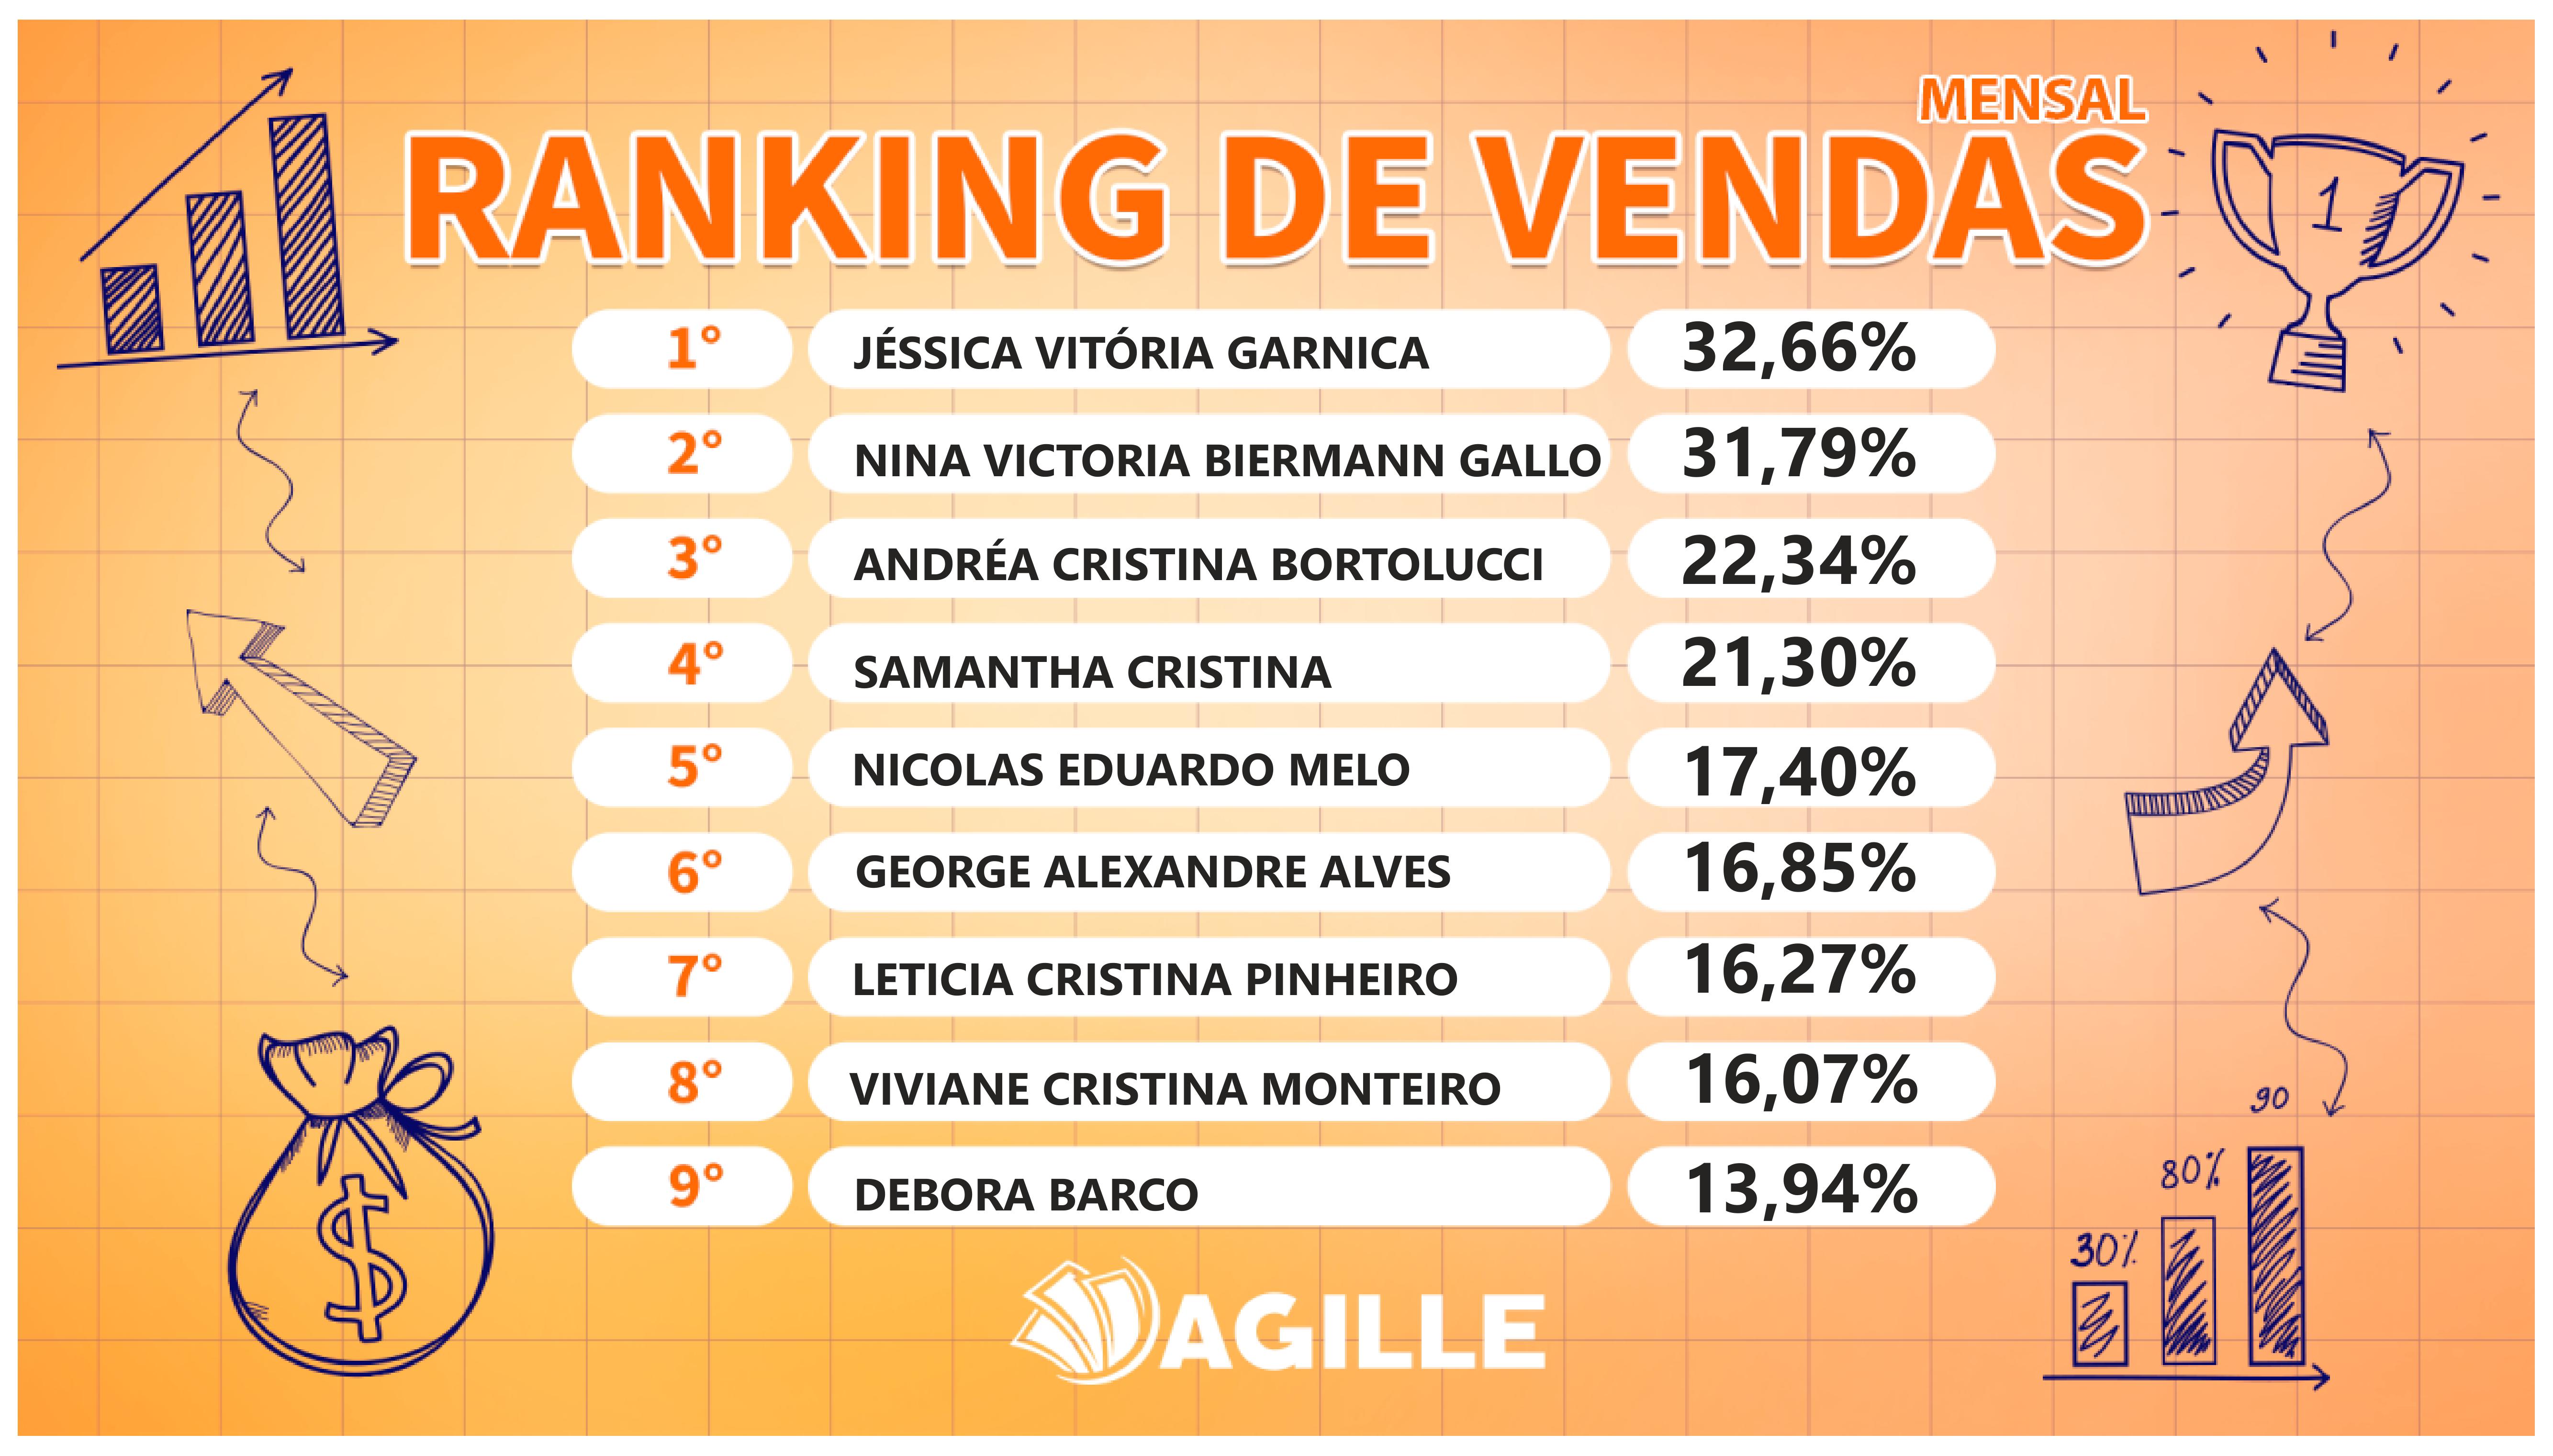 MENSAL
RANKING DE VENDAS
1° JÉSSICA VITÓRIA GARNICA 32,66%
2° NINA VICTORIA BIERMANN GALLO 31,79%
3° ANDRÉA CRISTINA BORTOLUCCI 22,34%
4° SAMANTHA CRISTINA 21,30%
5° NICOLAS EDUARDO MELO 17,40%
6° GEORGE ALEXANDRE ALVES 16,85%
7° LETICIA CRISTINA PINHEIRO 16,27%
8° VIVIANE CRISTINA MONTEIRO 16,07%
9° DEBORA BARCO 13,94%
AGILLE
1
$
90
80%
30%